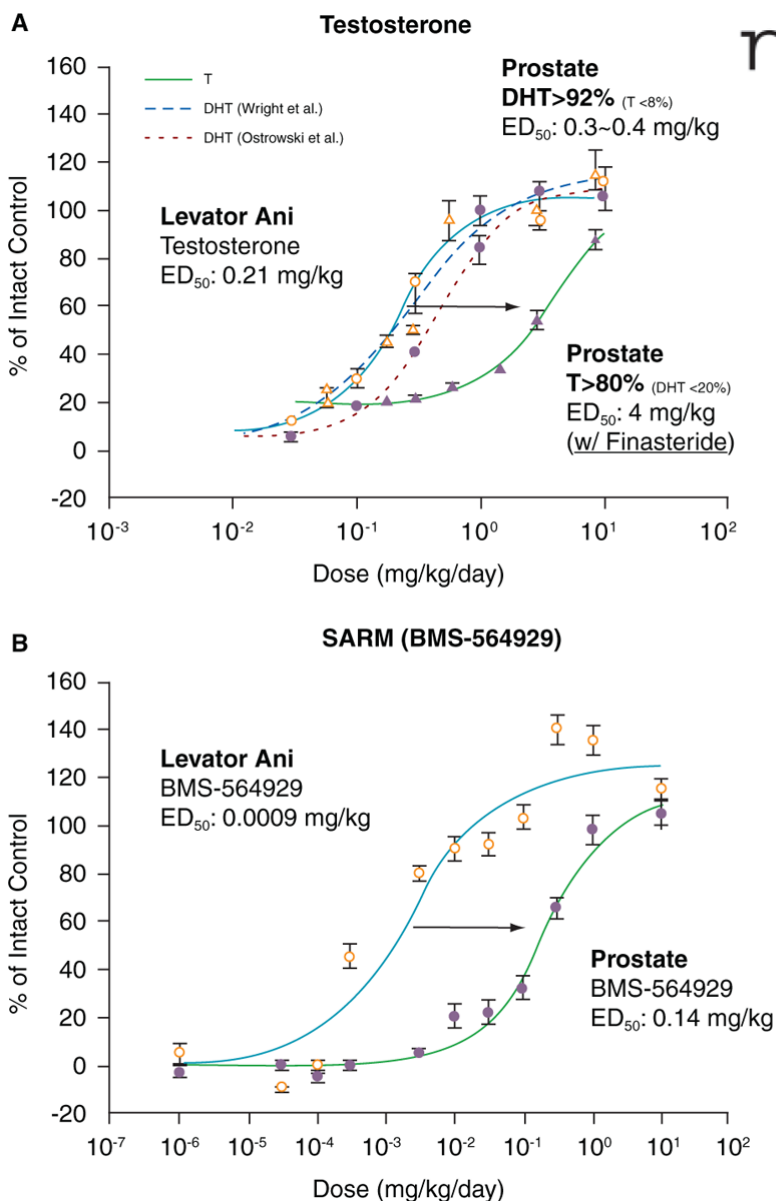 A
Testosterone
% of Intact Control
160
140
120
100
80
60
40
20
0
-20
T
DHT (Wright et al.)
DHT (Ostrowski et al.)
Prostate
DHT>92% (T <8%)
ED₅₀: 0.3~0.4 mg/kg
Levator Ani
Testosterone
ED₅₀: 0.21 mg/kg
Prostate
T>80% (DHT <20%)
ED₅₀: 4 mg/kg
(w/ Finasteride)
10⁻³ 10⁻² 10⁻¹ 10⁰ 10¹ 10²
Dose (mg/kg/day)
B
SARM (BMS-564929)
% of Intact Control
160
140
120
100
80
60
40
20
0
-20
Levator Ani
BMS-564929
ED₅₀: 0.0009 mg/kg
Prostate
BMS-564929
ED₅₀: 0.14 mg/kg
10⁻⁷ 10⁻⁶ 10⁻⁵ 10⁻⁴ 10⁻³ 10⁻² 10⁻¹ 10⁰ 10¹ 10²
Dose (mg/kg/day)